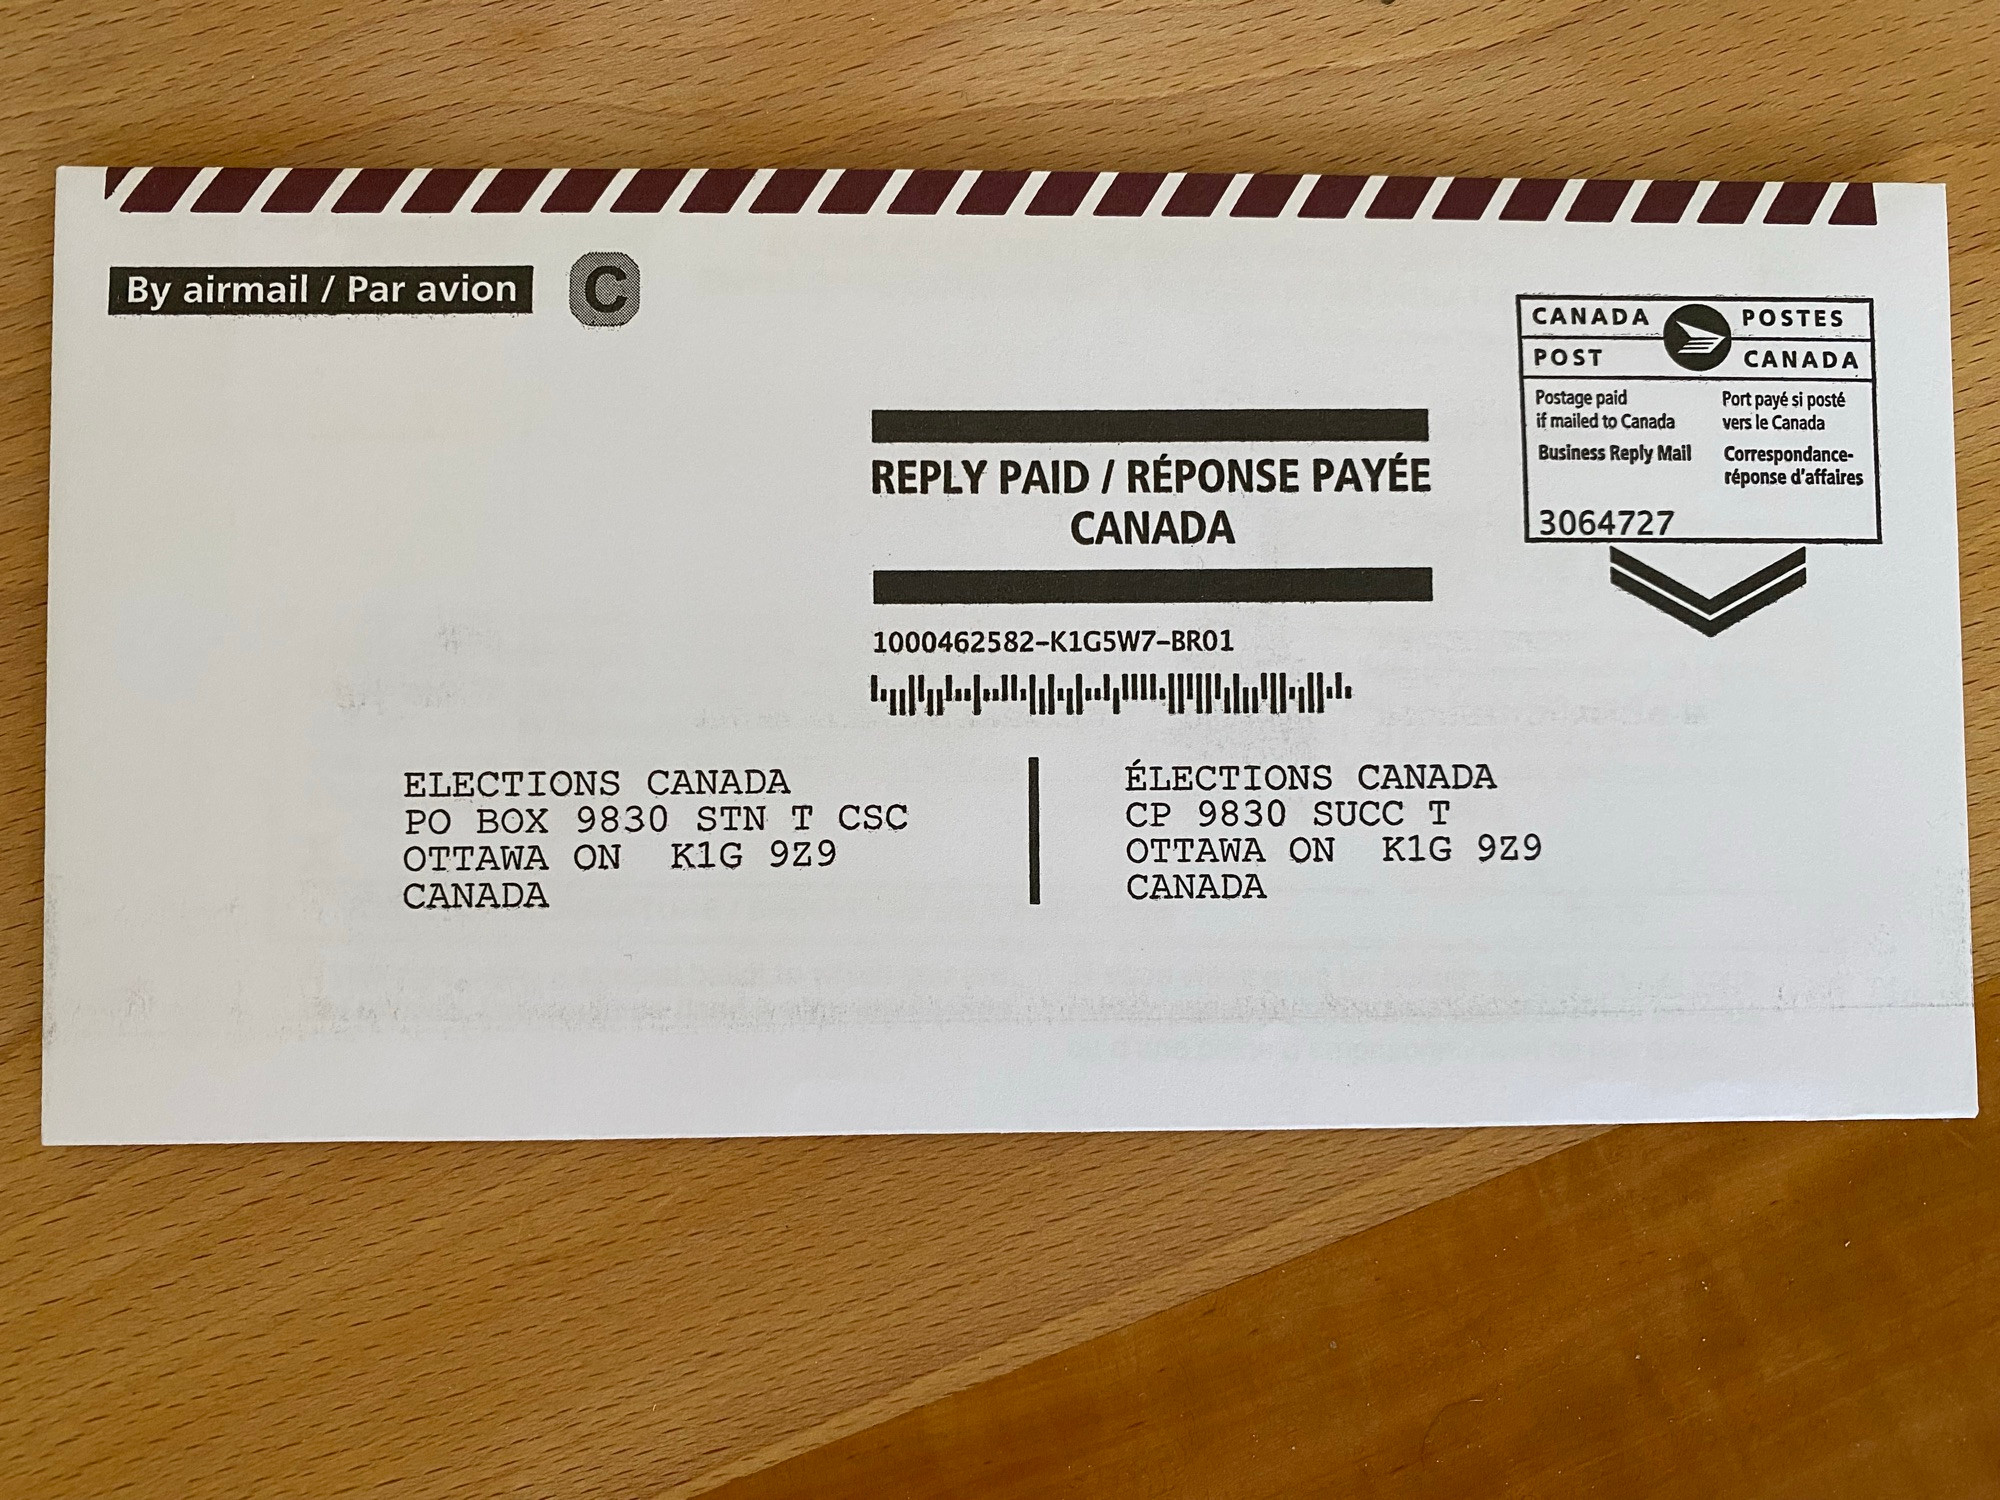 By airmail / Par avion
C
CANADA POSTES
POST CANADA
Postage paid
if mailed to Canada
Business Reply Mail
Port payé si posté
vers le Canada
Correspondance-
réponse d'affaires
3064727
REPLY PAID / RÉPONSE PAYÉE
CANADA
1000462582-K1G5W7-BR01
ELECTIONS CANADA
PO BOX 9830 STN T CSC
OTTAWA ON K1G 9Z9
CANADA
ÉLECTIONS CANADA
CP 9830 SUCC T
OTTAWA ON K1G 9Z9
CANADA